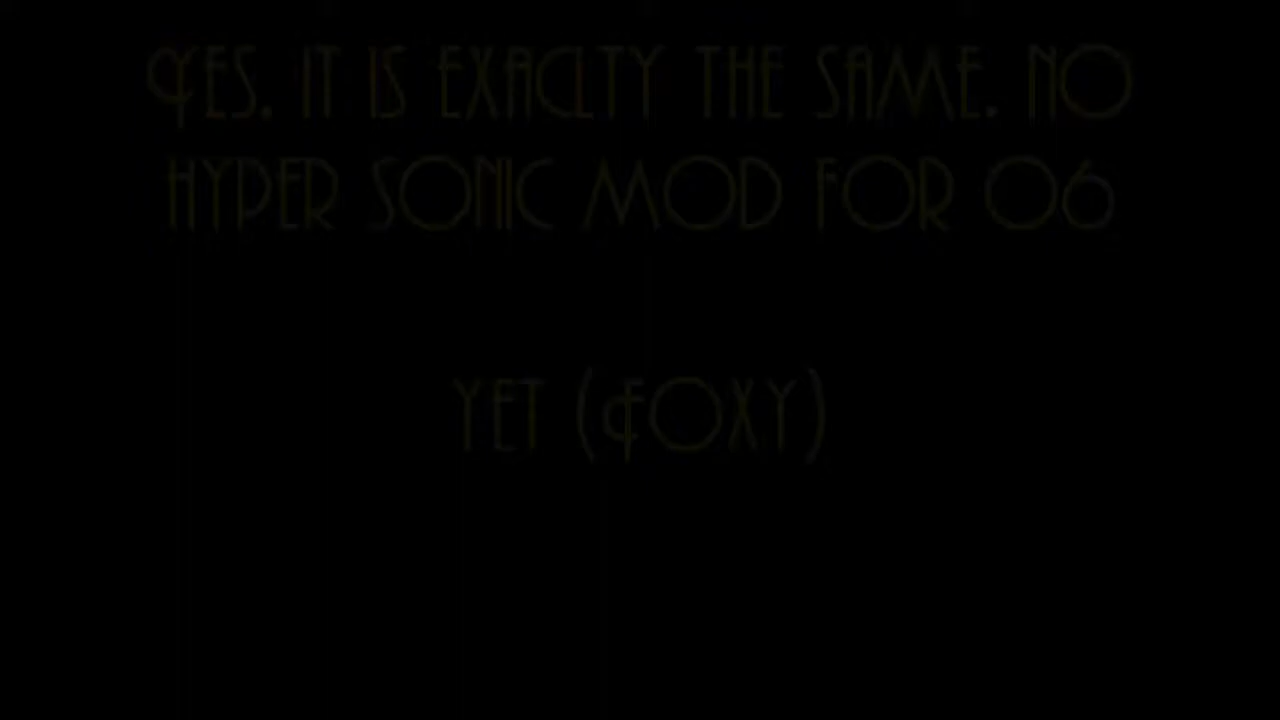 YES. IT IS EXACLTY THE SAME. NO
HYPER SONIC MOD FOR 06
YET (FOXY)